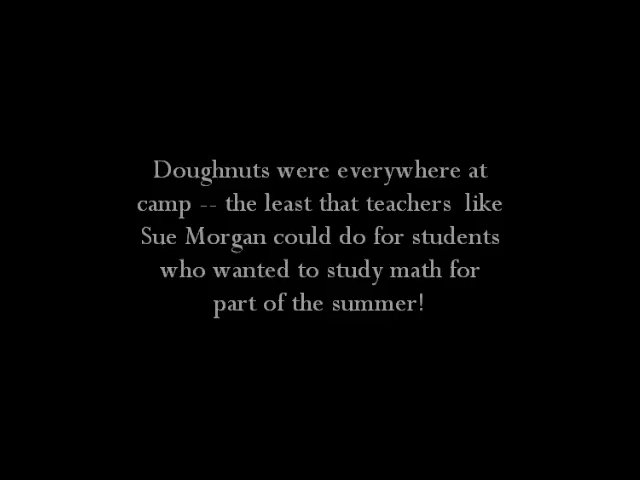 Doughnuts were everywhere at
camp -- the least that teachers  like
Sue Morgan could do for students
who wanted to study math for
part of the summer!